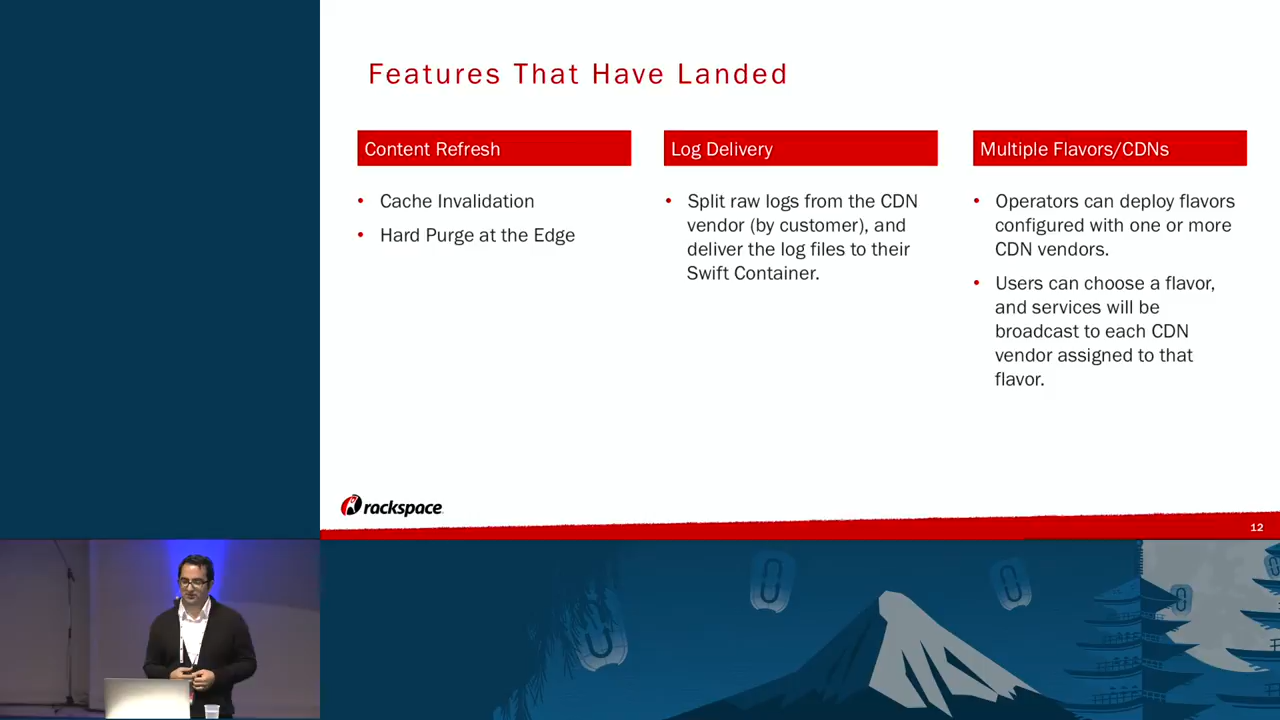 Features That Have Landed
Content Refresh
• Cache Invalidation
• Hard Purge at the Edge
Log Delivery
• Split raw logs from the CDN
vendor (by customer), and
deliver the log files to their
Swift Container.
Multiple Flavors/CDNs
• Operators can deploy flavors
configured with one or more
CDN vendors.
• Users can choose a flavor,
and services will be
broadcast to each CDN
vendor assigned to that
flavor.
rackspace
12